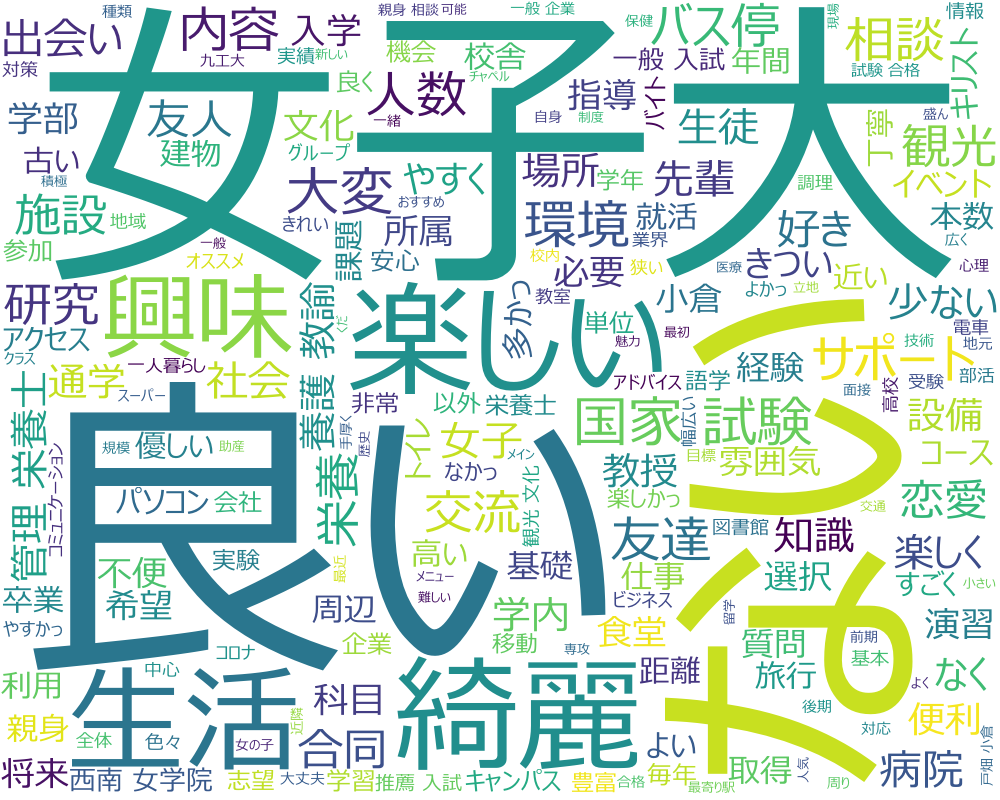 種類
親身 相談 可能
一般 企業
保健
バス停
現場
情報
出会い
内容
入学
機会
校舎
一般 入試
年間
相談
対策
九工大
実績
新しい
良く
チャペル
試験 合格
女子大
人数
指導
バイト
キリスト
学部
友人
文化
一緒
自身
制度
生徒
盛ん
丁寧
観光
古い
建物
グループ
大変
やすく
場所
学年
先輩
調理
イベント
積極
おすすめ
施設
地域
きれい
所属
環境
就活
好き
本数
参加
一般
オススメ
課題
安心
校内
業界
狭い
必要
医療
きつい
広く
近い
心理
研究
興味
教諭
楽しい
多かっ
教室
小倉
よかっ
立地
少ない
アクセス
くだ
単位
魅力
最初
電車
地元
技術
クラス
一人暮らし
通学
社会
養護
アドバイス
語学
経験
サポート
部活
スーパー
非常
以外
栄養士
国家 試験
幅広い
面接
高校
受験
設備
管理 栄養士
コミュニケーション
規模
優しい
助産
手厚く
歴史
トイレ
女子
なかっ
メイン
教授
目標
雰囲気
コース
良い
パソコン
会社
栄養
交流
観光 文化
楽しかっ
ない
交通
恋愛
図書館
不便
実験
最近
高い
メニュー
難しい
基礎
友達
知識
楽しく
卒業
希望
周辺
学内
仕事
ビジネス
留学
選択
すごく
小さい
やすかっ
企業
移動
食堂
質問
前期
基本
演習
生活
中心
コロナ
綺麗
専攻
距離
旅行
よく
なく
利用
近隣
科目
後期
便利
親身
全体
色々
女の子
合同
よい
対応
戸畑 小倉
将来
西南 女学院
志望
大丈夫
学習
推薦 入試
キャンパス
豊富
合格
毎年
最寄り駅
取得
人気
周り
病院